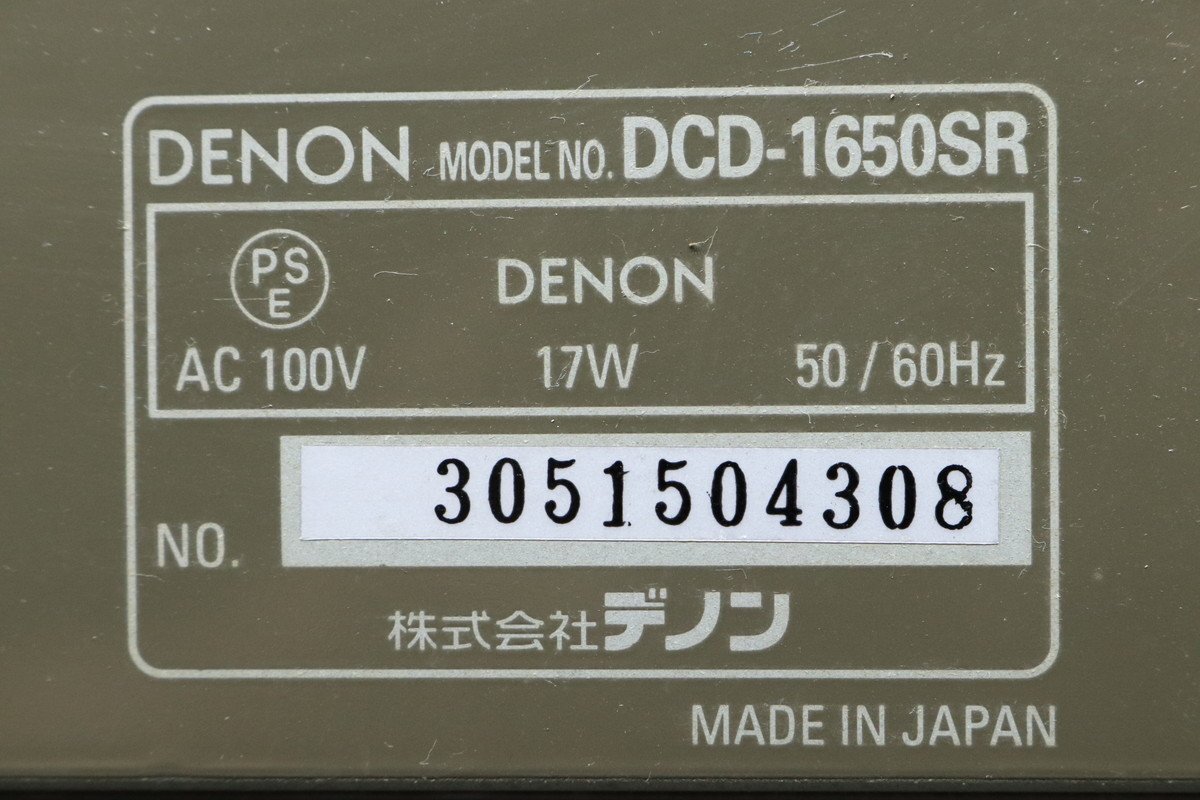 DENON MODEL NO. DCD-1650SR
PS
E
DENON
AC 100V 17W 50 / 60Hz
NO. 3051504308
株式会社デノン
MADE IN JAPAN